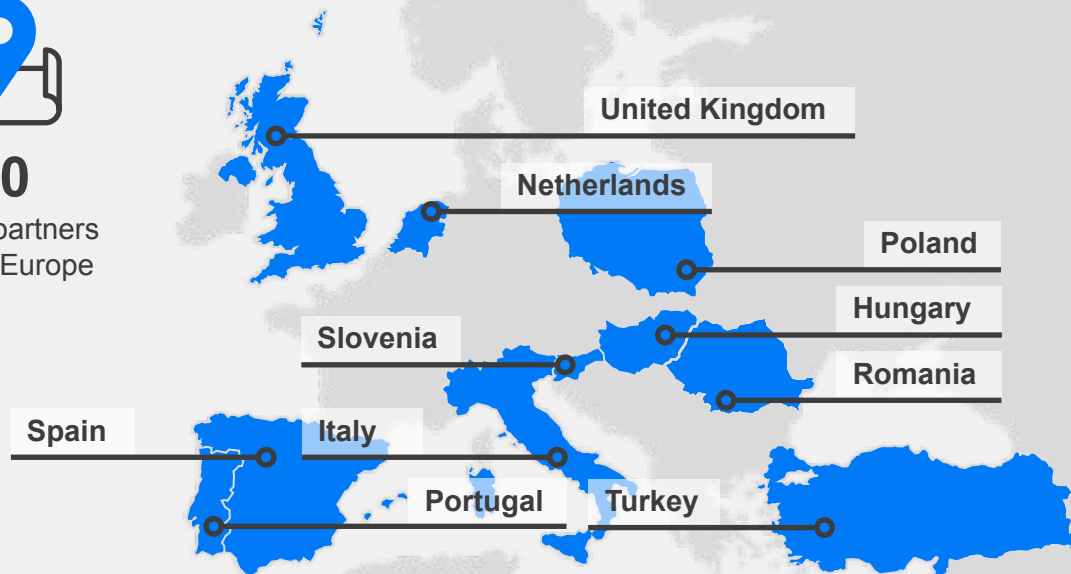 United Kingdom
0
Netherlands
partners
Europe
Poland
Hungary
Slovenia
Romania
Spain
Italy
Portugal
Turkey